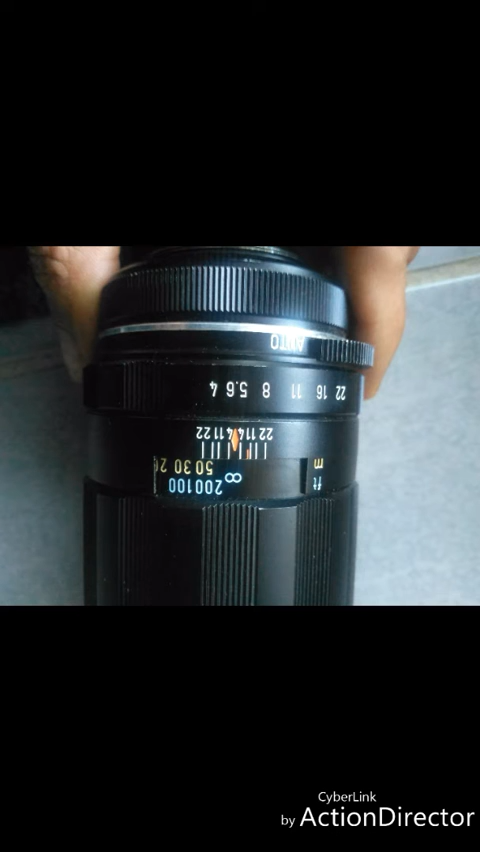 ft ∞ 200 100
m 50 30 20
22 11 4 4 11 22
22 16 11 8 5.6 4
AUTO
CyberLink
by ActionDirector